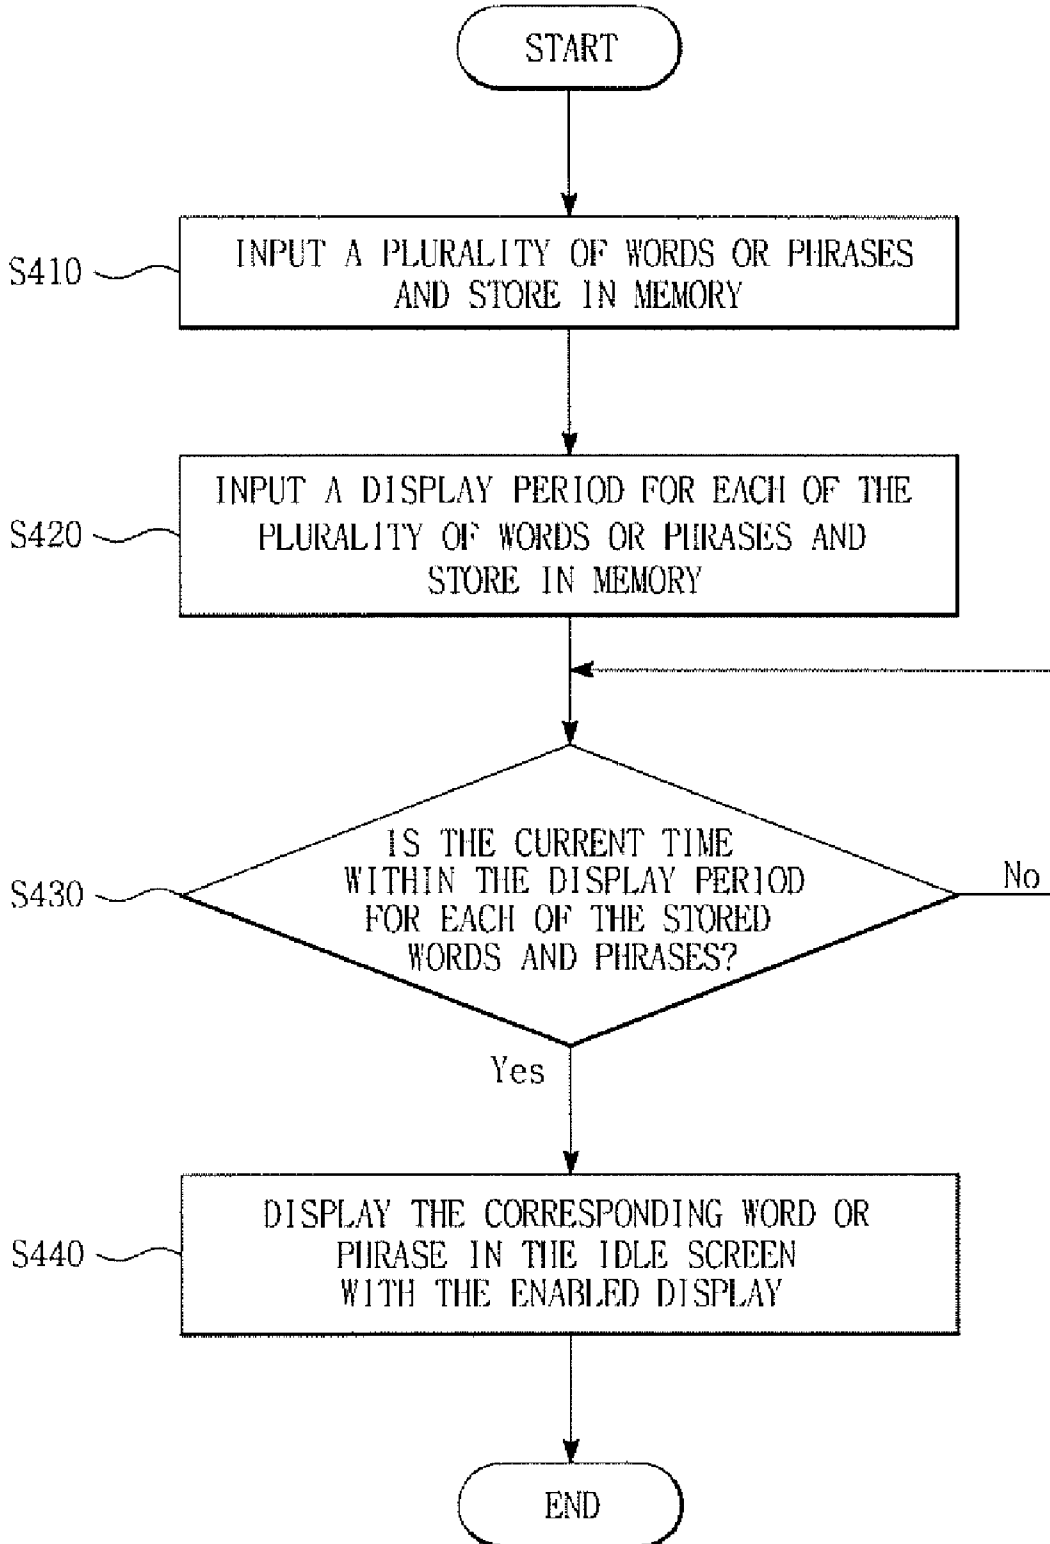 START
S410
INPUT A PLURALITY OF WORDS OR PHRASES
AND STORE IN MEMORY
S420
INPUT A DISPLAY PERIOD FOR EACH OF THE
PLURALITY OF WORDS OR PHRASES AND
STORE IN MEMORY
S430
IS THE CURRENT TIME
WITHIN THE DISPLAY PERIOD
FOR EACH OF THE STORED
WORDS AND PHRASES?
No
Yes
S440
DISPLAY THE CORRESPONDING WORD OR
PHRASE IN THE IDLE SCREEN
WITH THE ENABLED DISPLAY
END